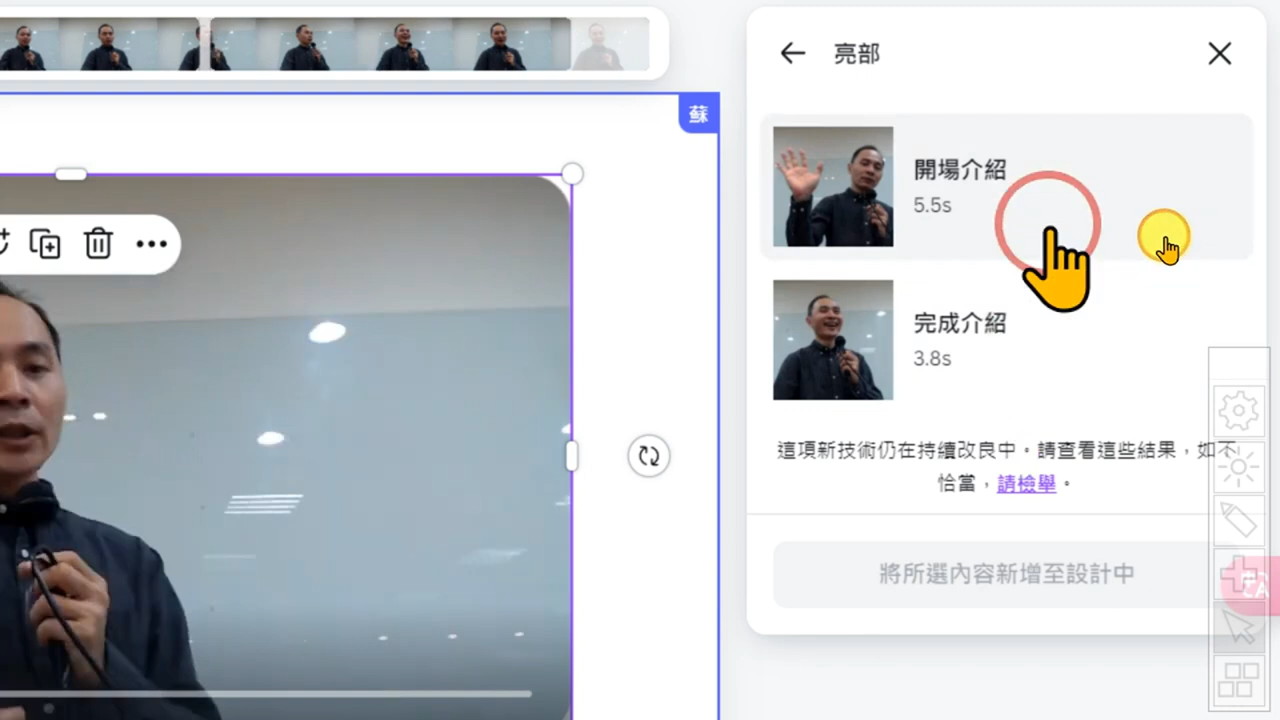 亮部
蘇
開場介紹
5.5s
完成介紹
3.8s
這項新技術仍在持續改良中。請查看這些結果，如不
恰當，請檢舉。
將所選內容新增至設計中